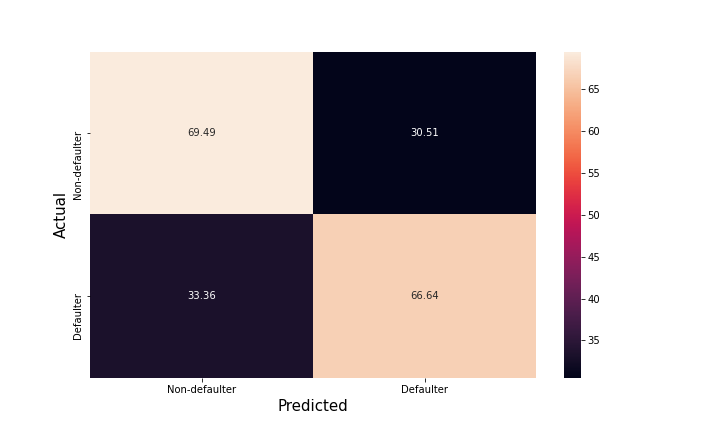 69.49 30.51
33.36 66.64
Non-defaulter
Defaulter
Actual
Non-defaulter Defaulter
Predicted
65
60
55
50
45
40
35